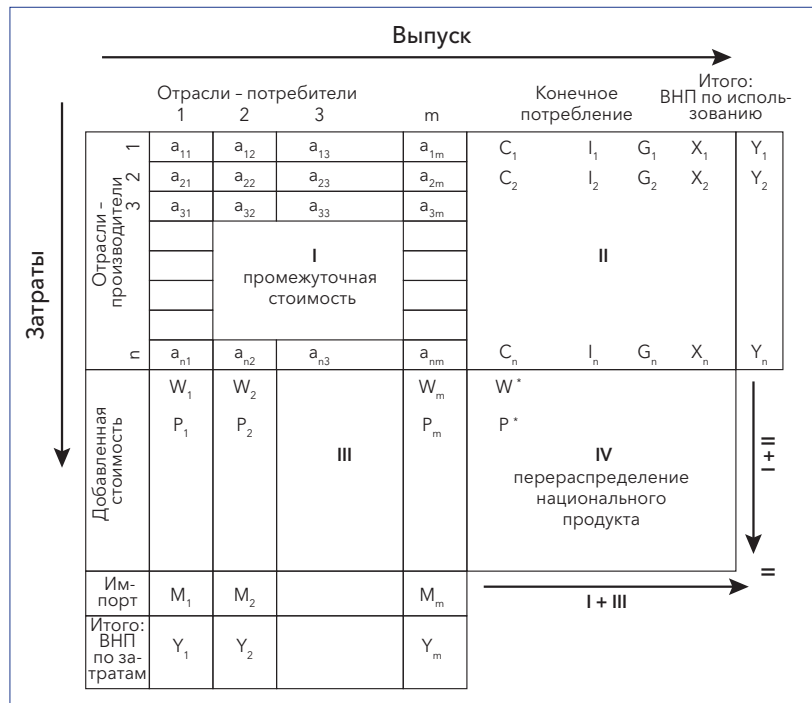 Выпуск
Затраты
Отрасли – потребители
Конечное
потребление
Итого:
ВНП по исполь-
зованию
1 2 3 m
Отрасли –
производители
1 a11 a12 a13 a1m C1 I1 G1 X1 Y1
2 a21 a22 a23 a2m C2 I2 G2 X2 Y2
3 a31 a32 a33 a3m
I
промежуточная
стоимость
II
n an1 an2 an3 anm Cn In Gn Xn Yn
Добавленная
стоимость
W1 W2 Wm W*
P1 P2 Pm P*
III
IV
перераспределение
национального
продукта
I + II
=
Им-
порт
M1 M2 Mm
I + III
Итого:
ВНП
по за-
тратам
Y1 Y2 Ym